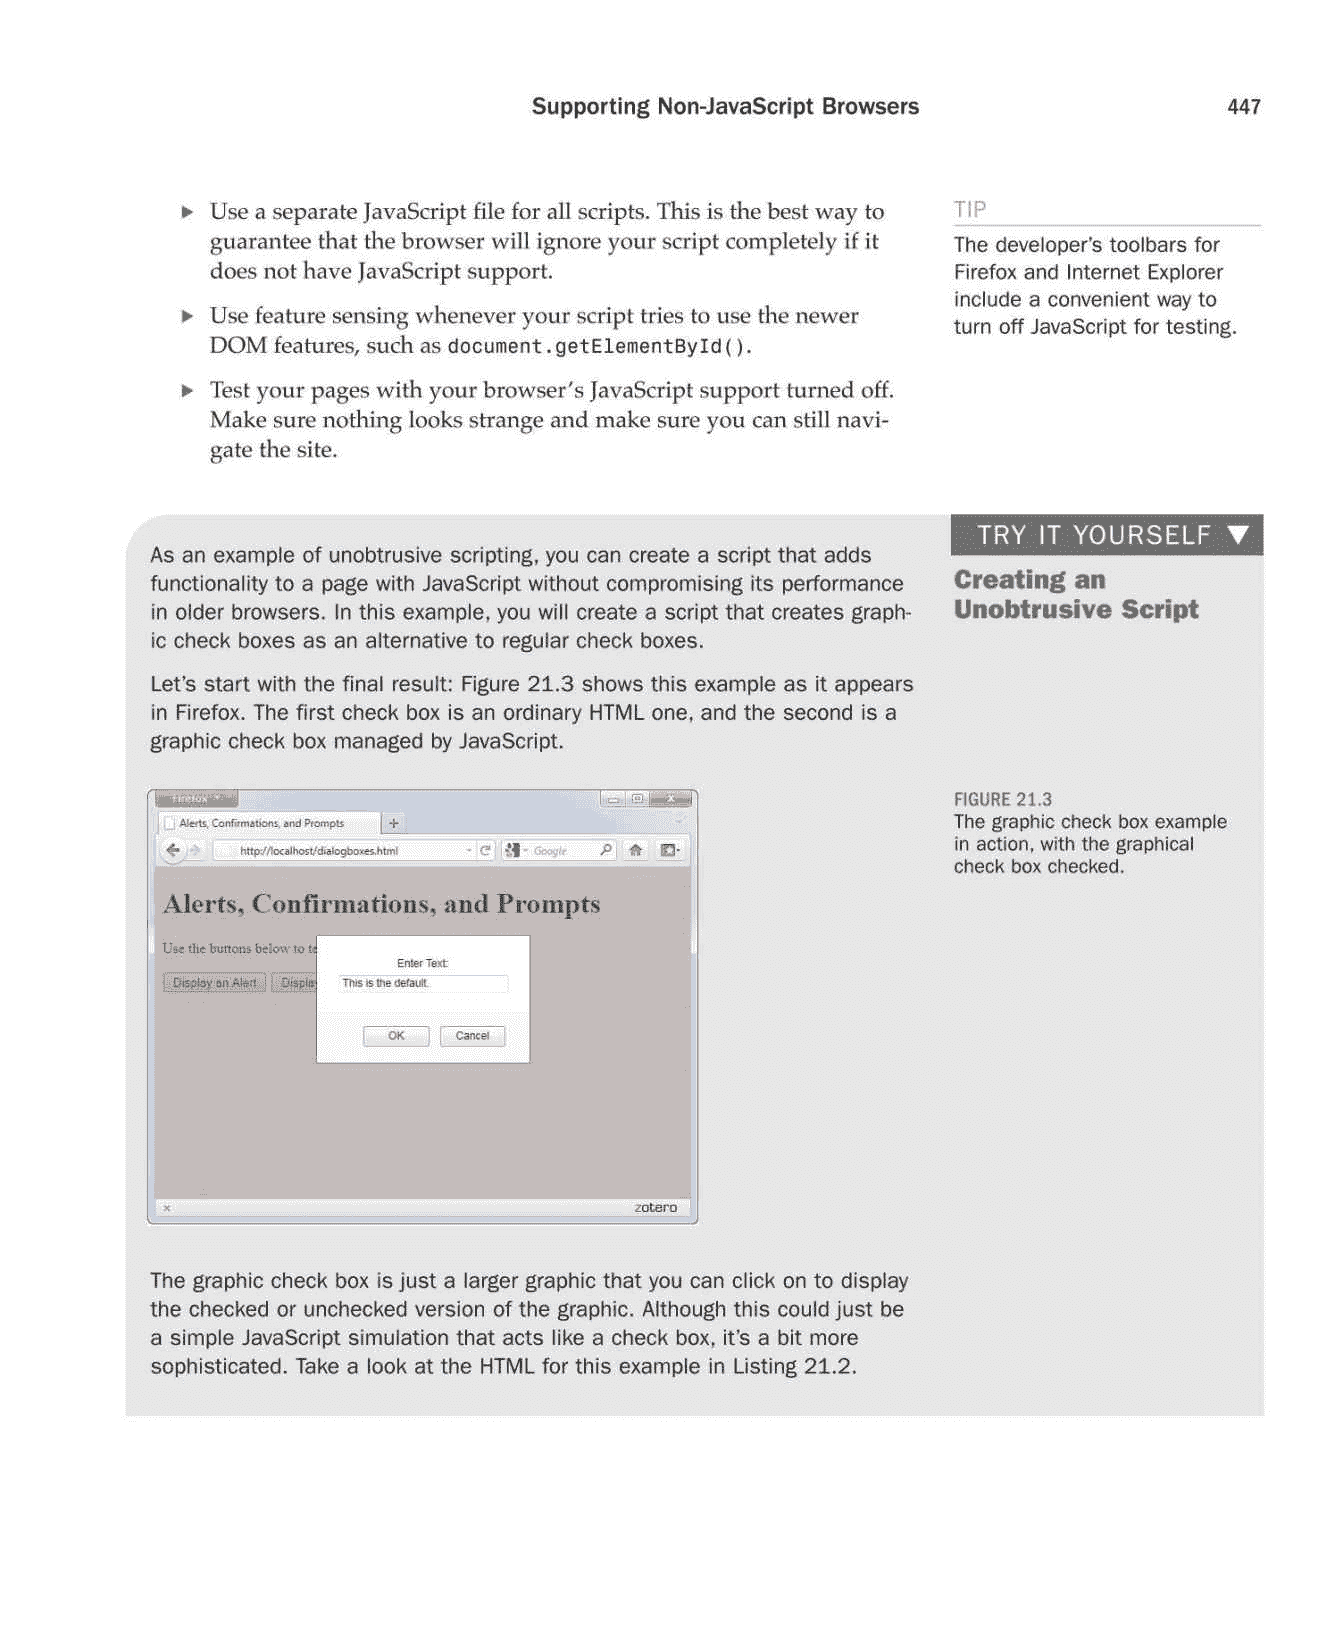 Supporting Non-JavaScript Browsers 447
▶ Use a separate JavaScript file for all scripts. This is the best way to
guarantee that the browser will ignore your script completely if it
does not have JavaScript support.
▶ Use feature sensing whenever your script tries to use the newer
DOM features, such as document.getElementById().
▶ Test your pages with your browser's JavaScript support turned off.
Make sure nothing looks strange and make sure you can still navi-
gate the site.
TIP
The developer's toolbars for
Firefox and Internet Explorer
include a convenient way to
turn off JavaScript for testing.
TRY IT YOURSELF ▼
Creating an
Unobtrusive Script
As an example of unobtrusive scripting, you can create a script that adds
functionality to a page with JavaScript without compromising its performance
in older browsers. In this example, you will create a script that creates graph-
ic check boxes as an alternative to regular check boxes.
Let's start with the final result: Figure 21.3 shows this example as it appears
in Firefox. The first check box is an ordinary HTML one, and the second is a
graphic check box managed by JavaScript.
Firefox
Alerts, Confirmations, and Prompts +
http://localhost/dialogboxes.html Google
Alerts, Confirmations, and Prompts
Use the buttons below to te
Display an Alert Displa
Enter Text:
This is the default.
OK Cancel
x zotero
FIGURE 21.3
The graphic check box example
in action, with the graphical
check box checked.
The graphic check box is just a larger graphic that you can click on to display
the checked or unchecked version of the graphic. Although this could just be
a simple JavaScript simulation that acts like a check box, it's a bit more
sophisticated. Take a look at the HTML for this example in Listing 21.2.